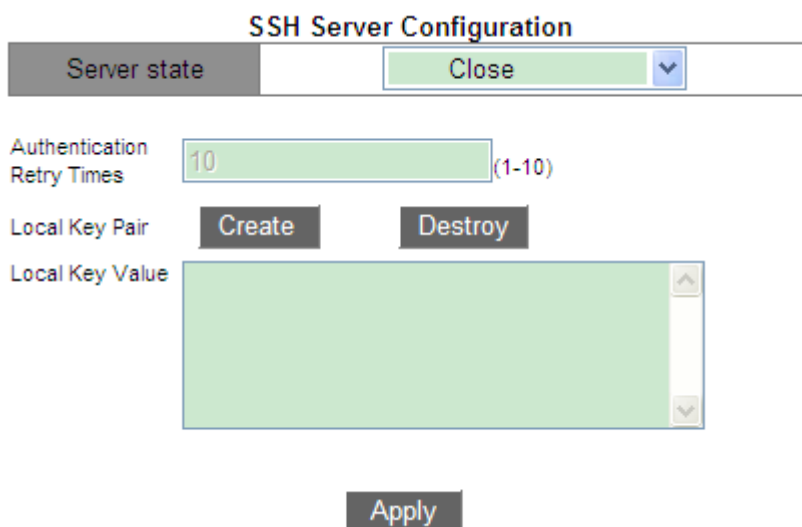 SSH Server Configuration
Server state Close
Authentication
Retry Times 10 (1-10)
Local Key Pair Create Destroy
Local Key Value
Apply